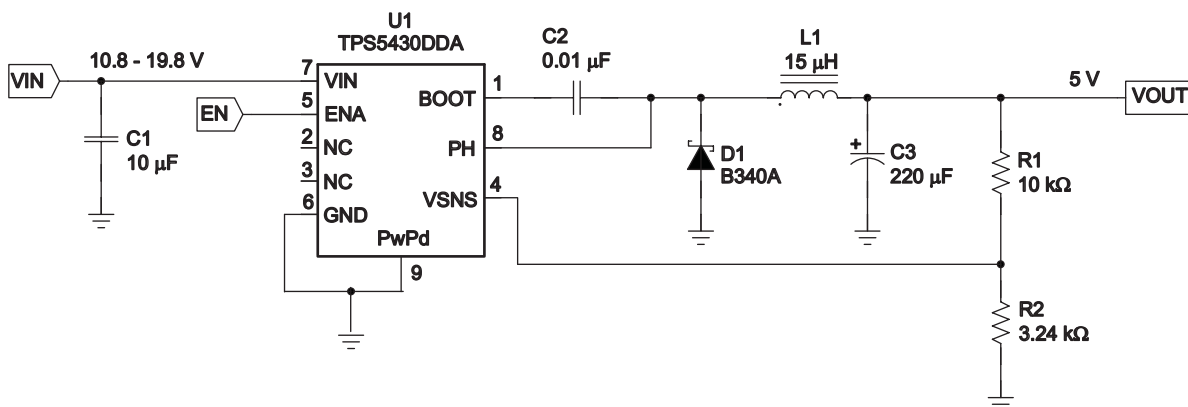 U1
TPS5430DDA
C2
0.01 μF
L1
15 μH
10.8 - 19.8 V
5 V
VIN
7
VIN
1
BOOT
VOUT
EN
5
ENA
C1
10 μF
2
NC
8
PH
D1
B340A
+
C3
220 μF
R1
10 kΩ
3
NC
4
VSNS
6
GND
PwPd
9
R2
3.24 kΩ